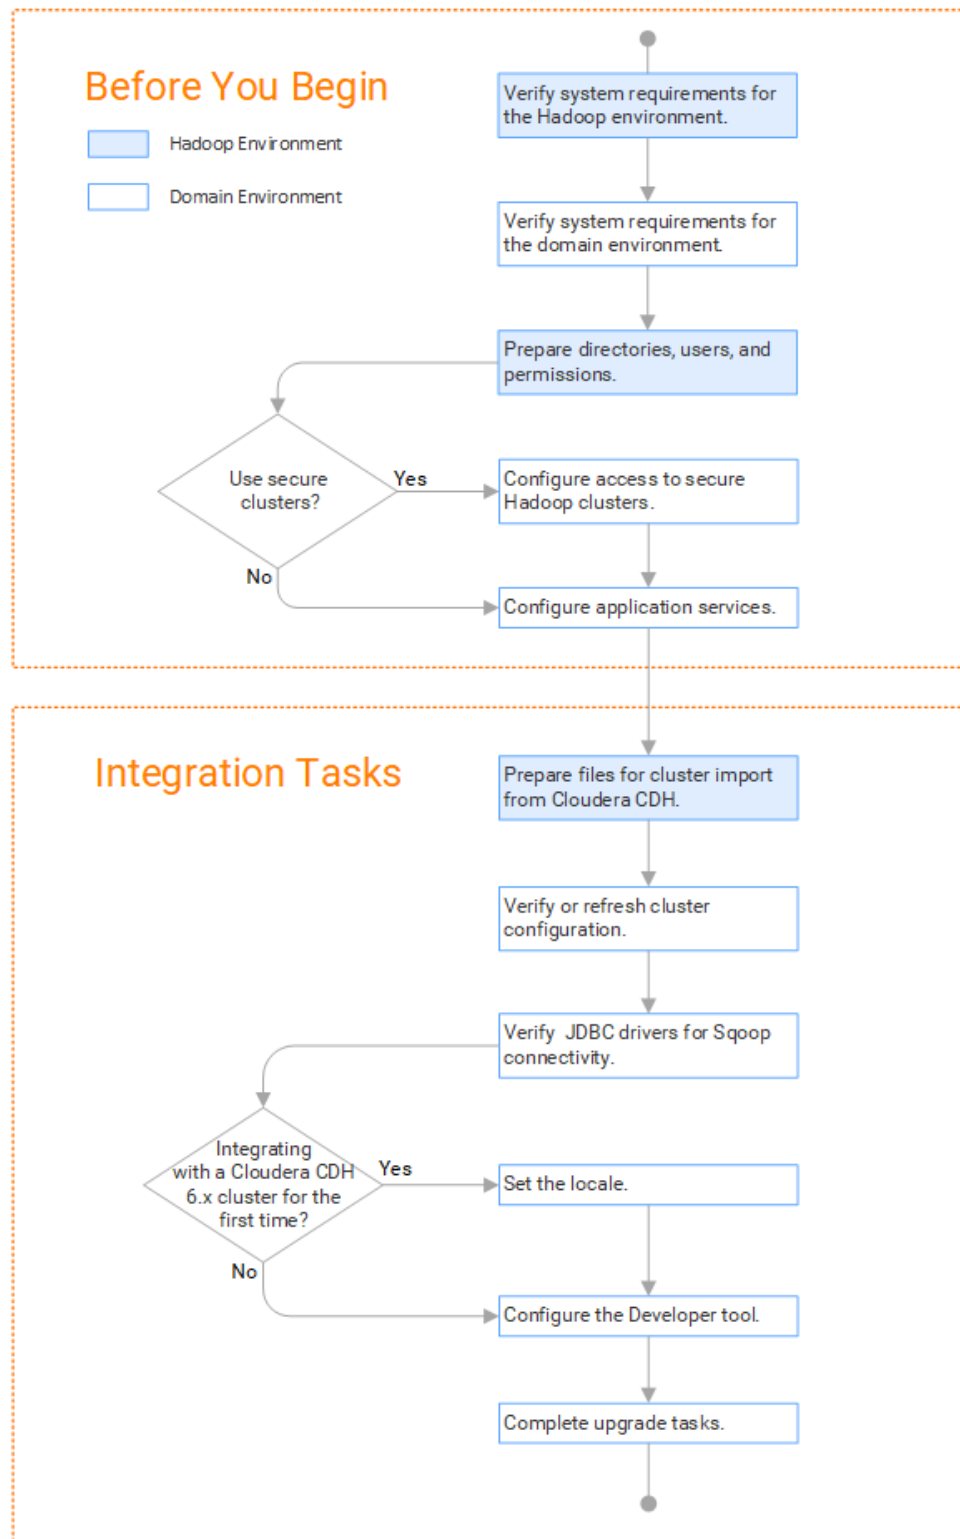 Before You Begin
Hadoop Environment
Domain Environment
Verify system requirements for
the Hadoop environment.
Verify system requirements for
the domain environment.
Prepare directories, users, and
permissions.
Use secure
clusters?
Yes
No
Configure access to secure
Hadoop clusters.
Configure application services.
Integration Tasks
Prepare files for cluster import
from Cloudera CDH.
Verify or refresh cluster
configuration.
Verify JDBC drivers for Sqoop
connectivity.
Integrating
with a Cloudera CDH
6.x cluster for the
first time?
Yes
No
Set the locale.
Configure the Developer tool.
Complete upgrade tasks.